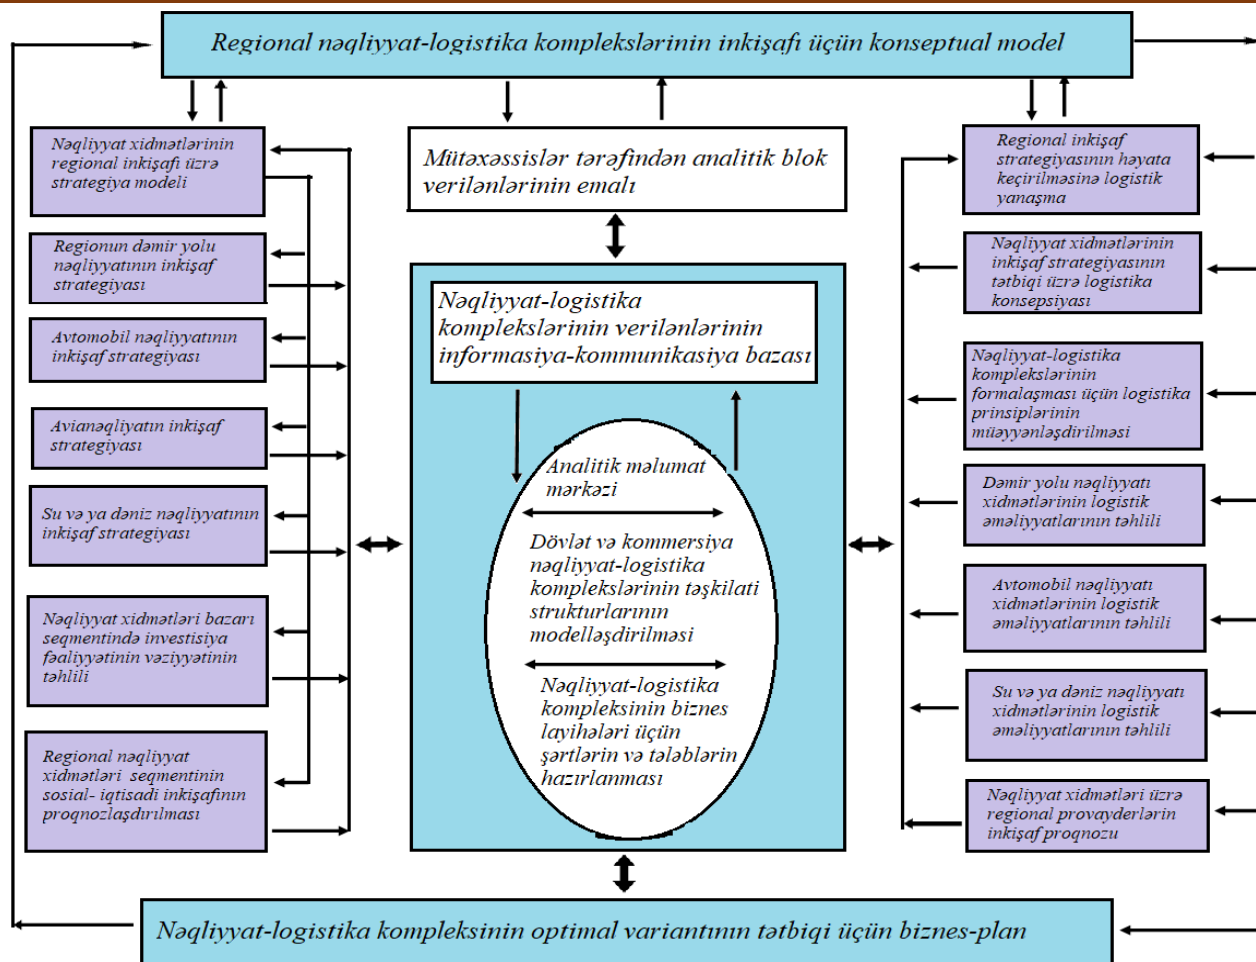 Regional nəqliyyat-logistika komplekslərinin inkişafı üçün konseptual model
Nəqliyyat xidmətlərinin
regional inkişafı üzrə
strategiya modeli
Regionun dəmir yolu
nəqliyyatının inkişaf
strategiyası
Avtomobil nəqliyyatının
inkişaf strategiyası
Avianəqliyatın inkişaf
strategiyası
Su və ya dəniz nəqliyyatının
inkişaf strategiyası
Nəqliyyat xidmətləri bazarı
seqmentində investisiya
fəaliyyətinin vəziyyətinin
təhlili
Regional nəqliyyat
xidmətləri seqmentinin
sosial- iqtisadi inkişafının
proqnozlaşdırılması
Mütəxəssislər tərəfindən analitik blok
verilənlərinin emalı
Nəqliyyat-logistika
komplekslərinin verilənlərinin
informasiya-kommunikasiya bazası
Analitik məlumat
mərkəzi
Dövlət və kommersiya
nəqliyyat-logistika
komplekslərinin təşkilati
strukturlarının
modelləşdirilməsi
Nəqliyyat-logistika
kompleksinin biznes
layihələri üçün
şərtlərin və tələblərin
hazırlanması
Regional inkişaf
strategiyasının həyata
keçirilməsinə logistik
yanaşma
Nəqliyyat xidmətlərinin
inkişaf strategiyasının
tətbiqi üzrə logistika
konsepsiyası
Nəqliyyat-logistika
komplekslərinin
formalaşması üçün logistika
prinsiplərinin
müəyyənləşdirilməsi
Dəmir yolu nəqliyyatı
xidmətlərinin logistik
əməliyyatlarının təhlili
Avtomobil nəqliyyatı
xidmətlərinin logistik
əməliyyatlarının təhlili
Su və ya dəniz nəqliyyatı
xidmətlərinin logistik
əməliyyatlarının təhlili
Nəqliyyat xidmətləri üzrə
regional provayderlərin
inkişaf proqnozu
Nəqliyyat-logistika kompleksinin optimal variantının tətbiqi üçün biznes-plan